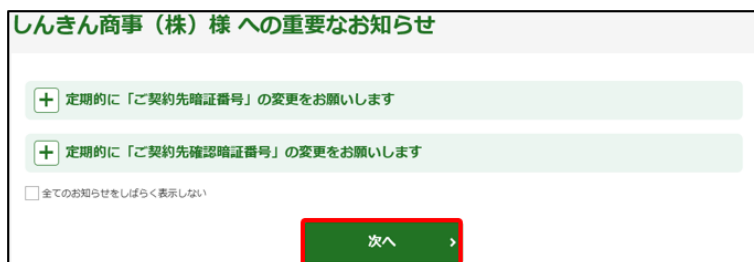 しんきん商事（株）様 への重要なお知らせ
定期的に「ご契約先暗証番号」の変更をお願いします
定期的に「ご契約先確認暗証番号」の変更をお願いします
全てのお知らせをしばらく表示しない
次へ